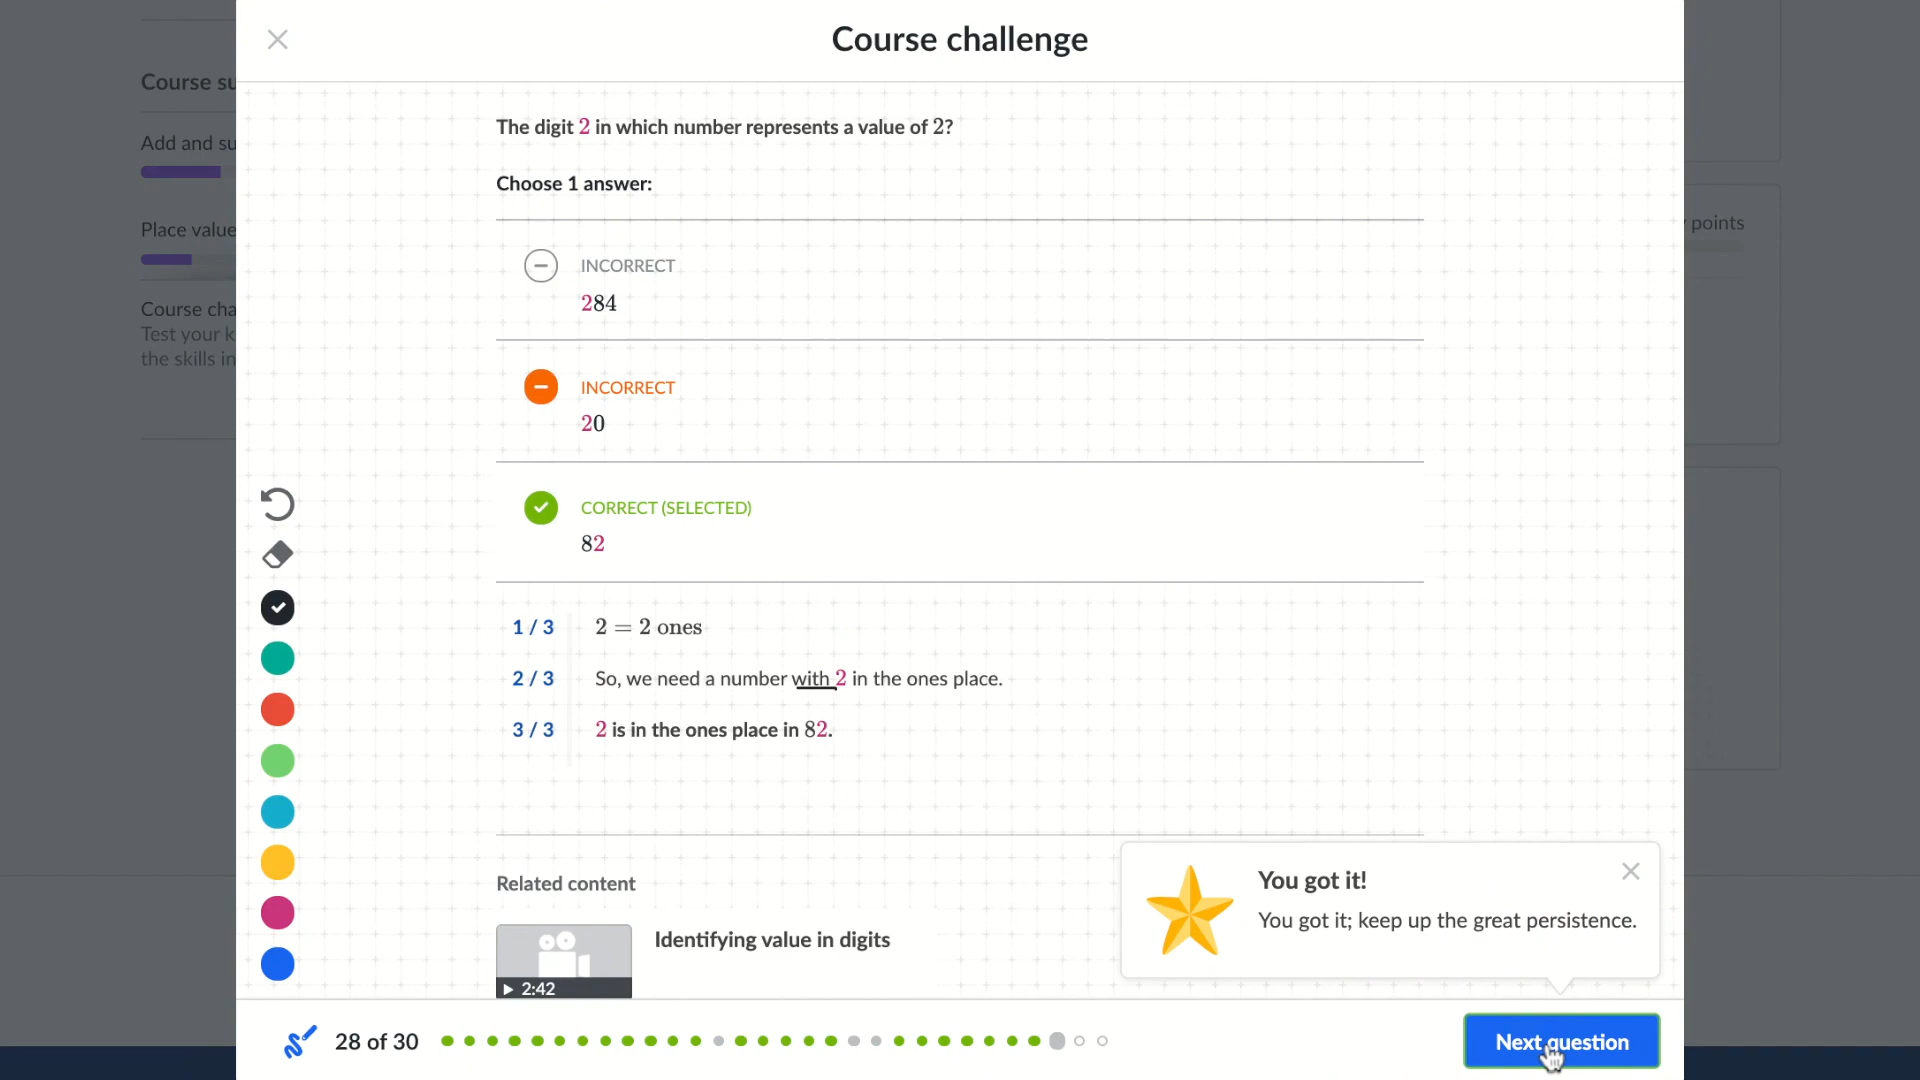 Course challenge
Course su
Add and su
Place value
Course cha
Test your k
the skills in
points
The digit 2 in which number represents a value of 2?
Choose 1 answer:
INCORRECT
284
INCORRECT
20
CORRECT (SELECTED)
82
1 / 3 2 = 2 ones
2 / 3 So, we need a number with 2 in the ones place.
3 / 3 2 is in the ones place in 82.
Related content
Identifying value in digits
2:42
You got it!
You got it; keep up the great persistence.
28 of 30
Next question